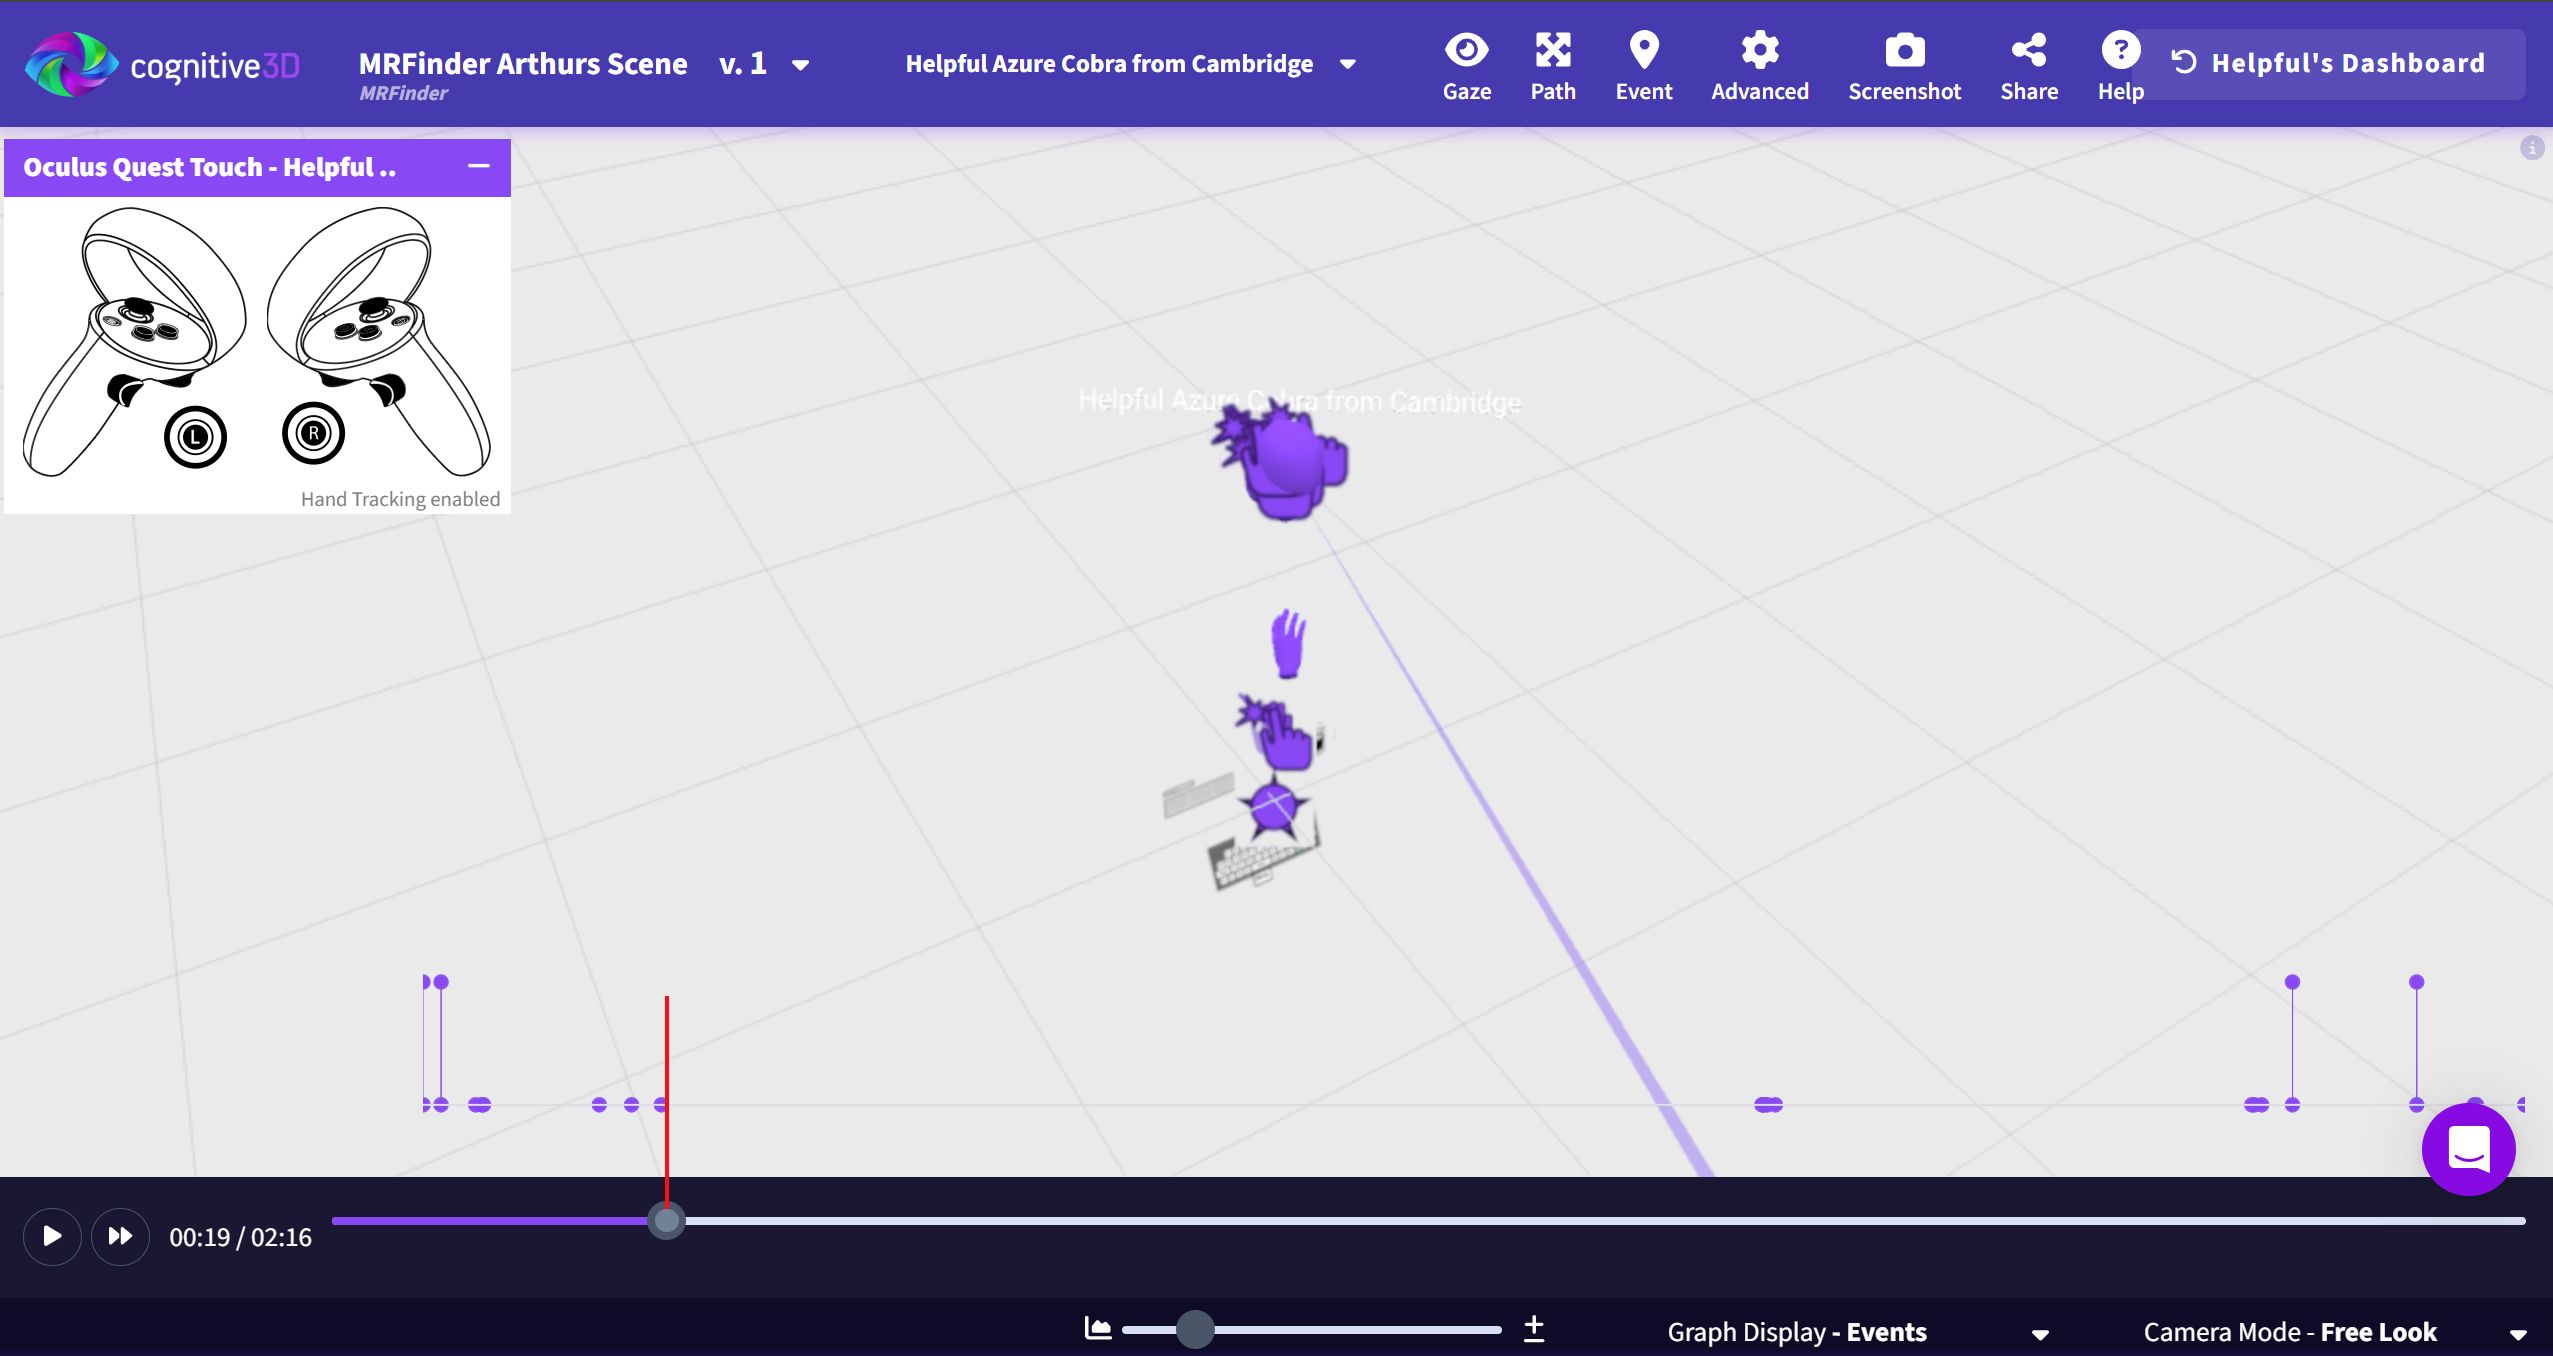 cognitive3D
MRFinder Arthurs Scene v. 1
MRFinder
Helpful Azure Cobra from Cambridge
Gaze
Path
Event
Advanced
Screenshot
Share
Help
Helpful's Dashboard
Oculus Quest Touch - Helpful ..
L
R
Hand Tracking enabled
Helpful Azure Cobra from Cambridge
00:19 / 02:16
Graph Display - Events
Camera Mode - Free Look